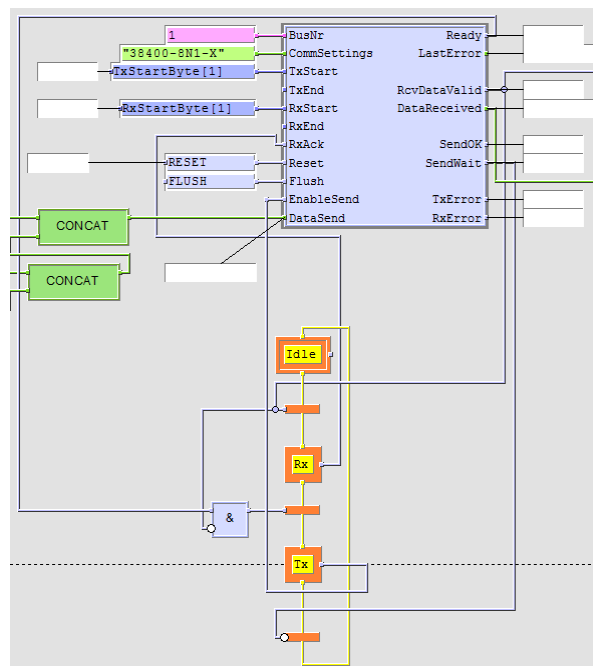 1 BusNr Ready
"38400-8N1-X" CommSettings LastError
TxStartByte[1] TxStart
TxEnd RcvDataValid
RxStartByte[1] RxStart DataReceived
RxEnd
RxAck SendOK
RESET Reset SendWait
FLUSH Flush
EnableSend TxError
DataSend RxError
CONCAT
CONCAT
Idle
Rx
&
Tx